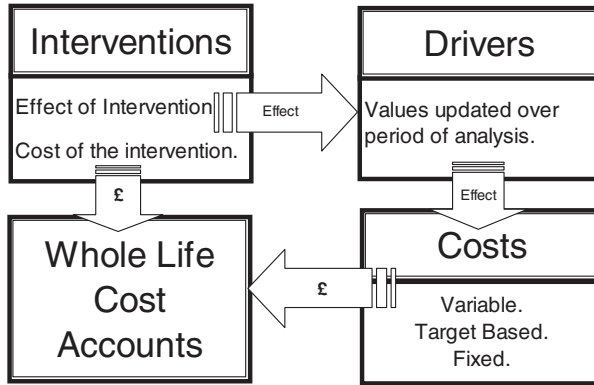 Interventions
Effect of Intervention
Cost of the intervention.
Effect
Drivers
Values updated over
period of analysis.
£
Effect
Whole Life
Cost
Accounts
£
Costs
Variable.
Target Based.
Fixed.